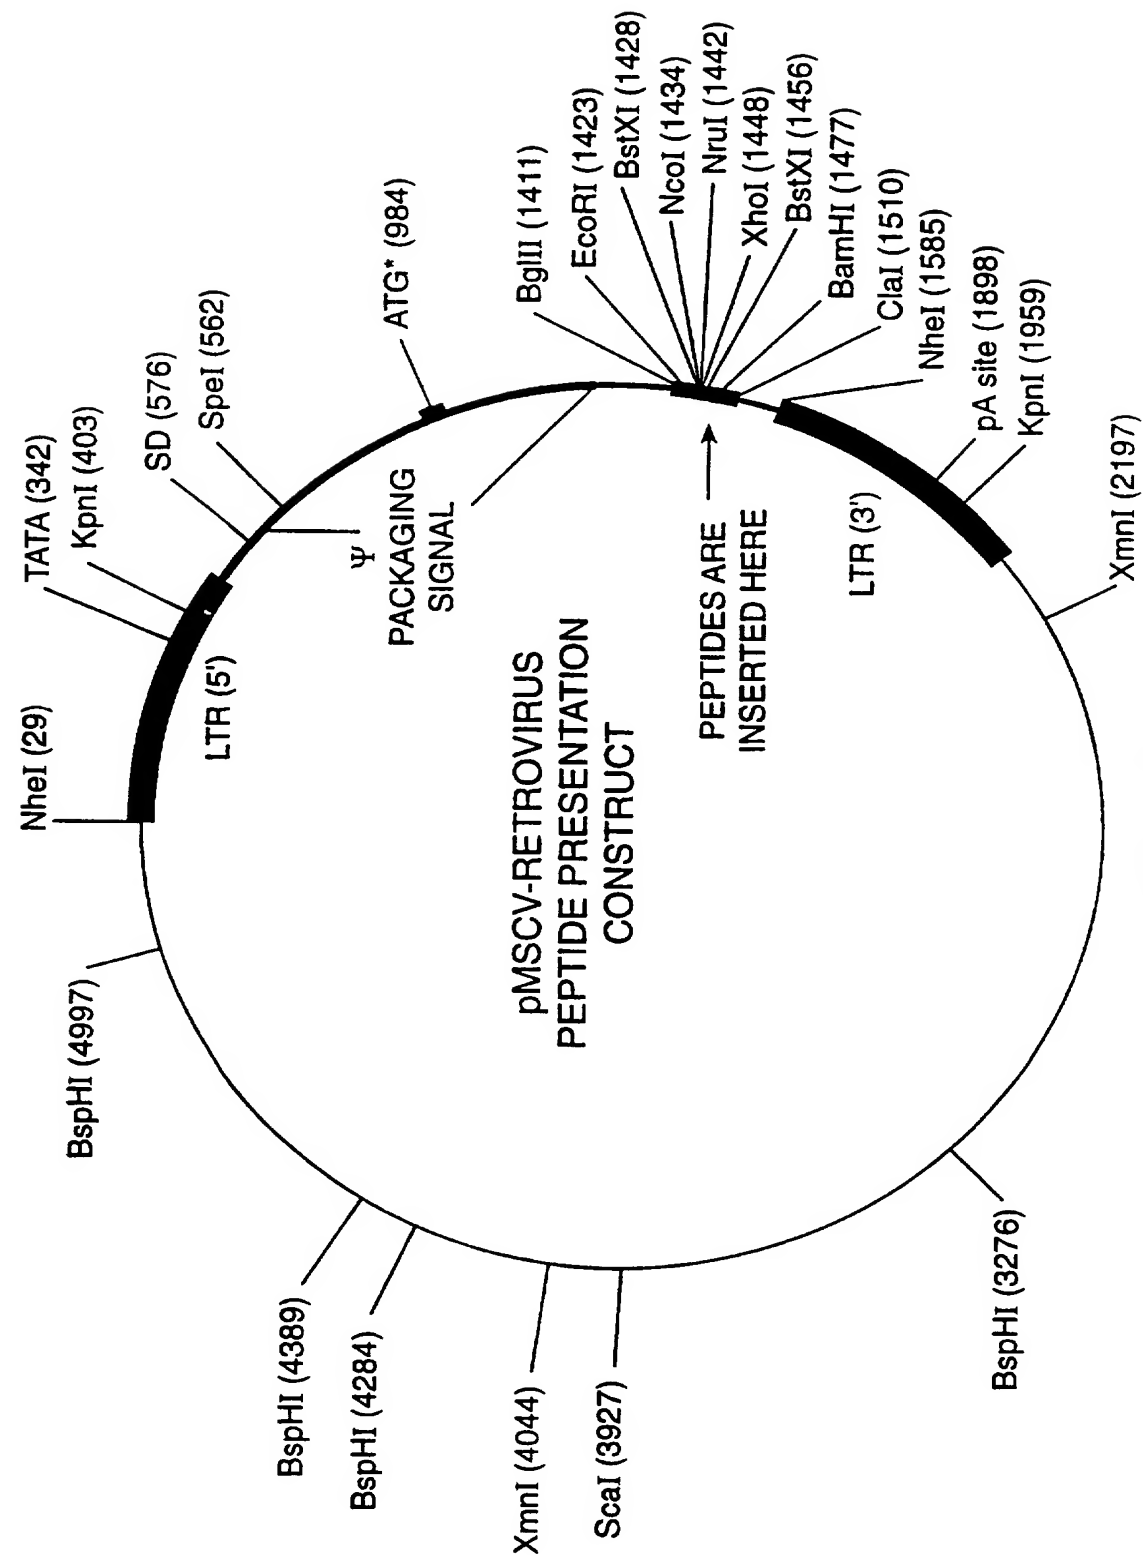 NheI (29)
TATA (342)
KpnI (403)
SD (576)
SpeI (562)
ATG* (984)
BglII (1411)
EcoRI (1423)
BstXI (1428)
NcoI (1434)
NruI (1442)
XhoI (1448)
BstXI (1456)
BamHI (1477)
ClaI (1510)
NheI (1585)
pA site (1898)
KpnI (1959)
XmnI (2197)
BspHI (3276)
ScaI (3927)
XmnI (4044)
BspHI (4284)
BspHI (4389)
BspHI (4997)
LTR (5')
Ψ
PACKAGING
SIGNAL
pMSCV-RETROVIRUS
PEPTIDE PRESENTATION
CONSTRUCT
PEPTIDES ARE
INSERTED HERE
LTR (3')